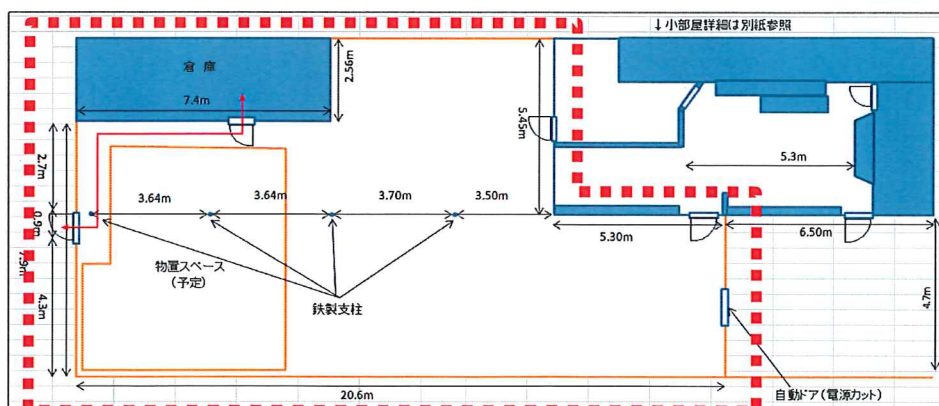 ↓小部屋詳細は別紙参照
倉庫
7.4m
2.56m
5.45m
5.3m
2.7m
3.64m
3.64m
3.70m
3.50m
0.9m
5.30m
6.50m
7.9m
物置スペース
(予定)
鉄製支柱
4.3m
4.7m
20.6m
自動ドア(電源カット)